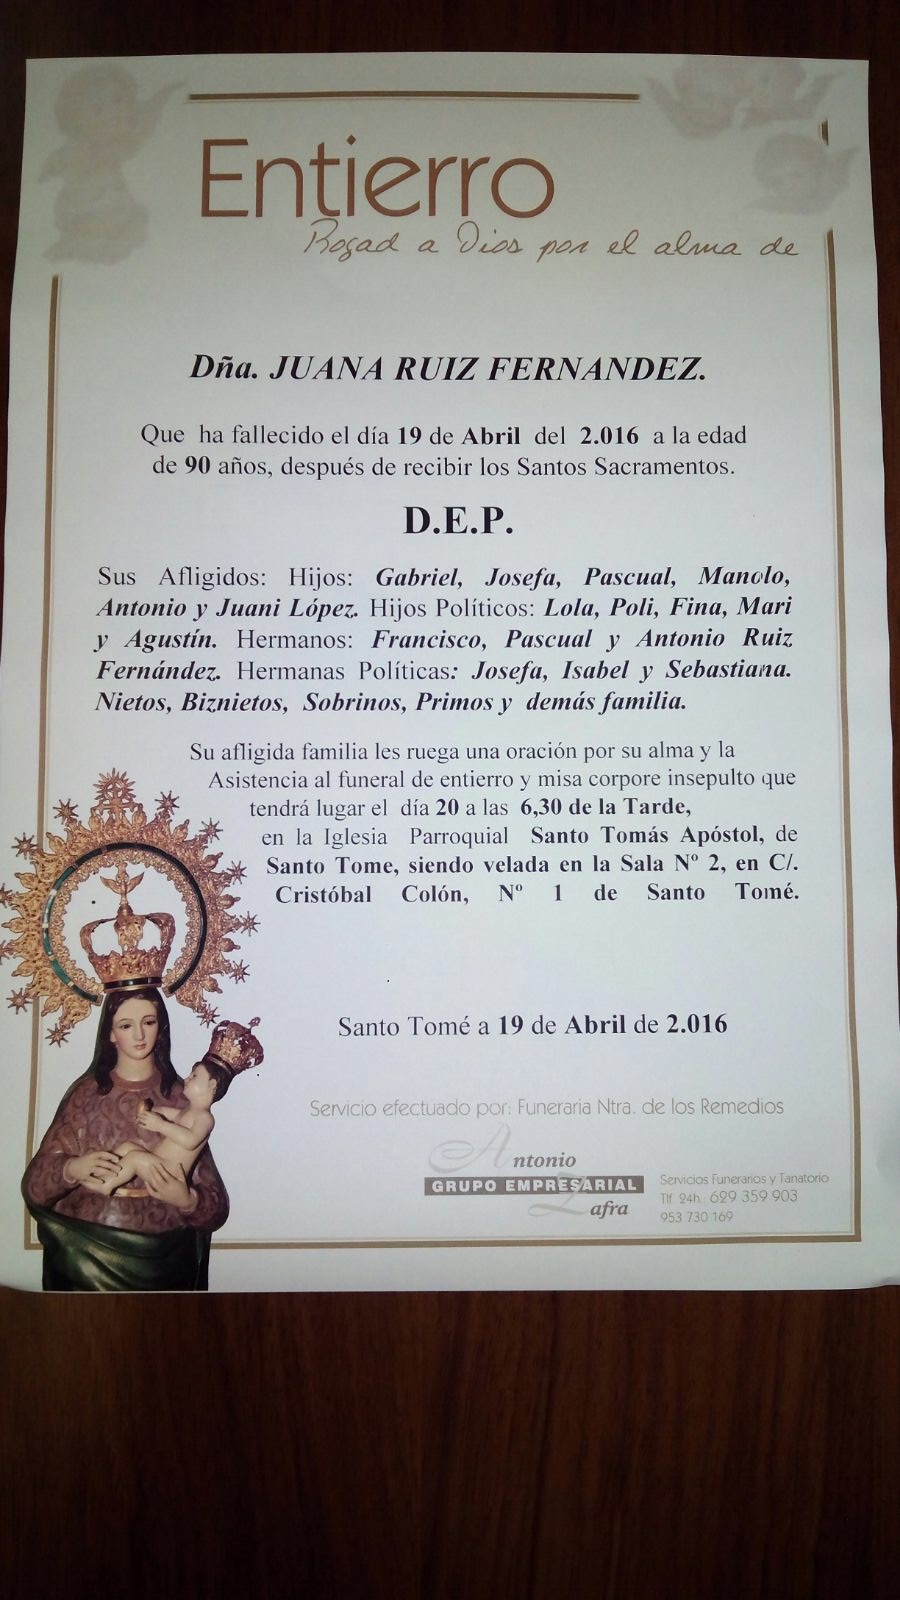 Entierro
Rogad a Dios por el alma de
Dña. JUANA RUIZ FERNANDEZ.
Que ha fallecido el día 19 de Abril del 2.016 a la edad
de 90 años, después de recibir los Santos Sacramentos.
D.E.P.
Sus Afligidos: Hijos: Gabriel, Josefa, Pascual, Manolo,
Antonio y Juani López. Hijos Políticos: Lola, Poli, Fina, Mari
y Agustín. Hermanos: Francisco, Pascual y Antonio Ruiz
Fernández. Hermanas Políticas: Josefa, Isabel y Sebastiana.
Nietos, Biznietos, Sobrinos, Primos y demás familia.
Su afligida familia les ruega una oración por su alma y la
Asistencia al funeral de entierro y misa corpore insepulto que
tendrá lugar el día 20 a las 6,30 de la Tarde,
en la Iglesia Parroquial Santo Tomás Apóstol, de
Santo Tome, siendo velada en la Sala Nº 2, en C/.
Cristóbal Colón, Nº 1 de Santo Tomé.
Santo Tomé a 19 de Abril de 2.016
Servicio efectuado por: Funeraria Ntra. de los Remedios
Antonio
GRUPO EMPRESARIAL
Zafra
Servicios Funerarios y Tanatorio
Tlf. 24h.: 629 359 903
953 730 169